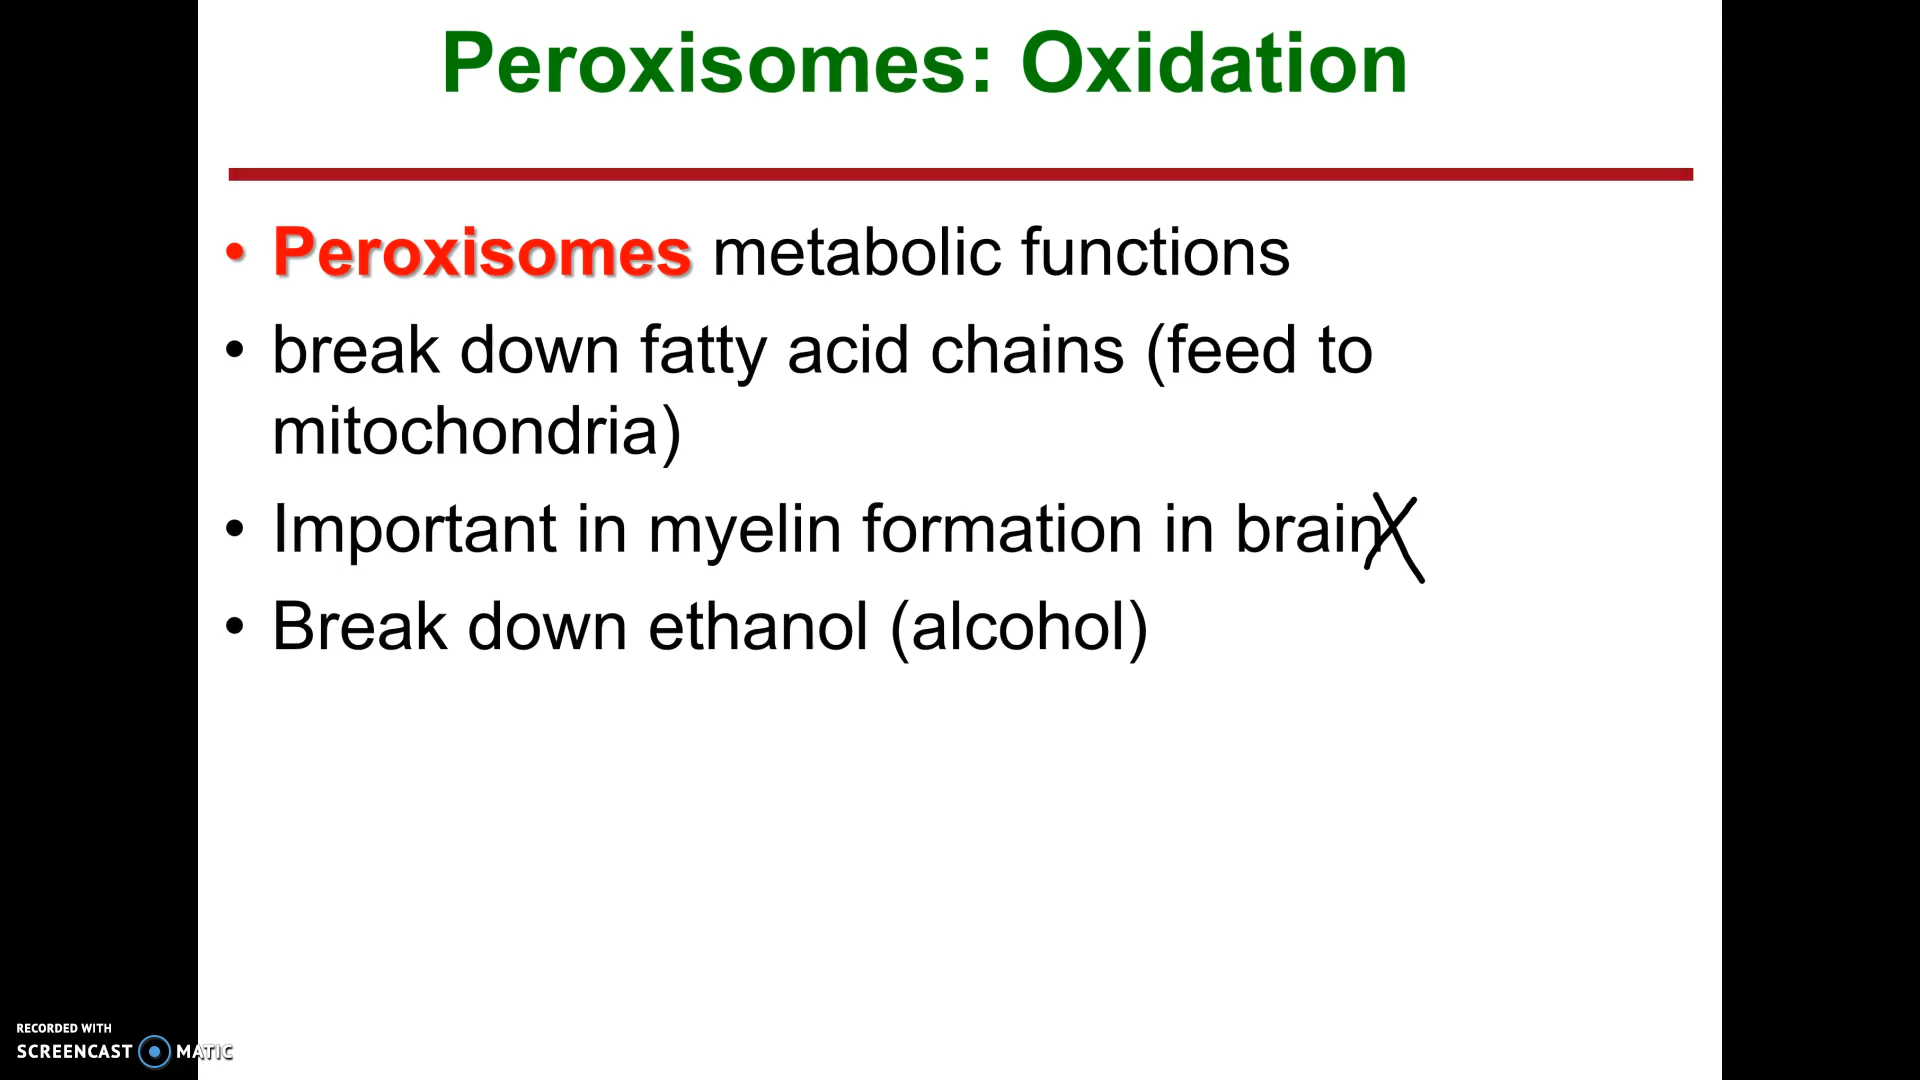 Peroxisomes: Oxidation
• Peroxisomes metabolic functions
• break down fatty acid chains (feed to
mitochondria)
• Important in myelin formation in brain
• Break down ethanol (alcohol)
RECORDED WITH
SCREENCAST MATIC